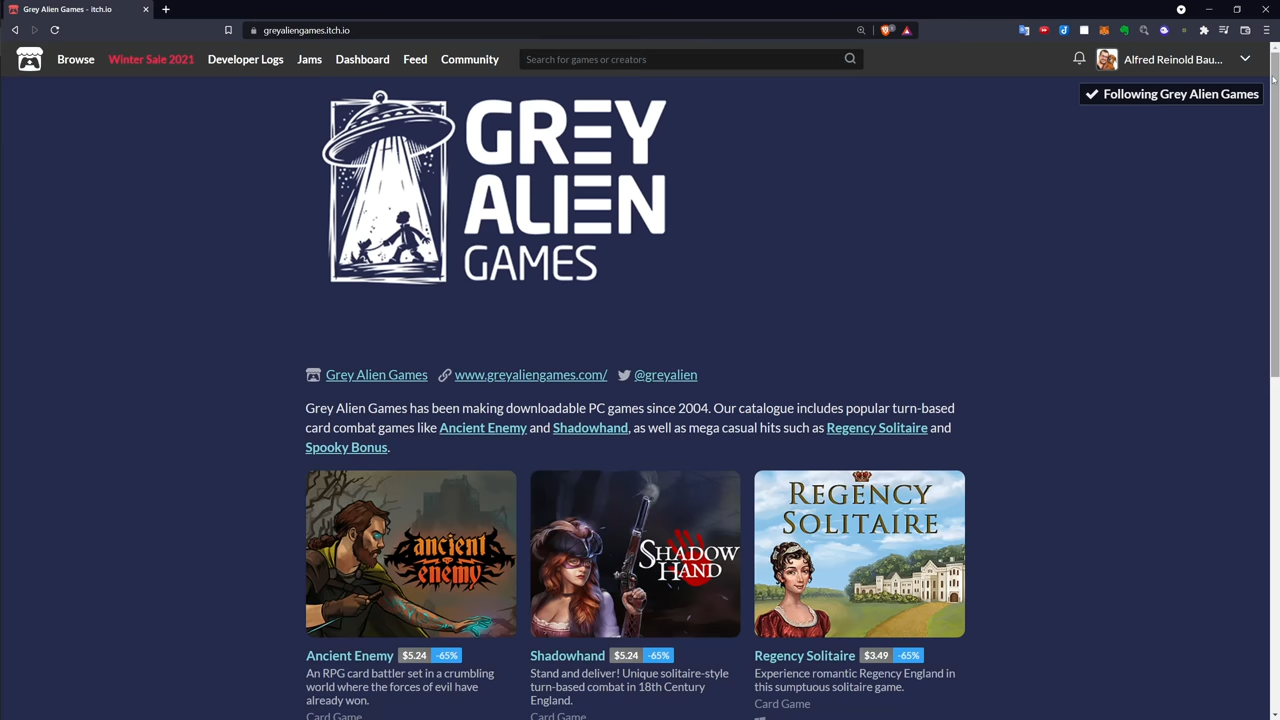 Grey Alien Games - itch.io
greyaliengames.itch.io
Browse Winter Sale 2021 Developer Logs Jams Dashboard Feed Community Search for games or creators Alfred Reinold Bau...
Following Grey Alien Games
GREY
ALIEN
GAMES
Grey Alien Games www.greyaliengames.com/ @greyalien
Grey Alien Games has been making downloadable PC games since 2004. Our catalogue includes popular turn-based
card combat games like Ancient Enemy and Shadowhand, as well as mega casual hits such as Regency Solitaire and
Spooky Bonus.
ancient
enemy
SHADOW
HAND
REGENCY
SOLITAIRE
Ancient Enemy $5.24 -65%
An RPG card battler set in a crumbling
world where the forces of evil have
already won.
Card Game
Shadowhand $5.24 -65%
Stand and deliver! Unique solitaire-style
turn-based combat in 18th Century
England.
Card Game
Regency Solitaire $3.49 -65%
Experience romantic Regency England in
this sumptuous solitaire game.
Card Game